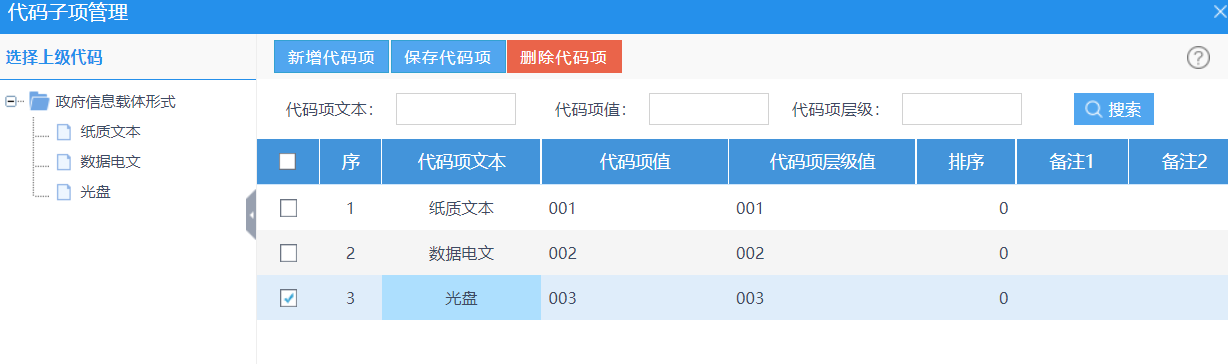 代码子项管理
选择上级代码
新增代码项 保存代码项 删除代码项
政府信息载体形式
纸质文本
数据电文
光盘
代码项文本： 代码项值： 代码项层级： 搜索
序 代码项文本 代码项值 代码项层级值 排序 备注1 备注2
1 纸质文本 001 001 0
2 数据电文 002 002 0
3 光盘 003 003 0